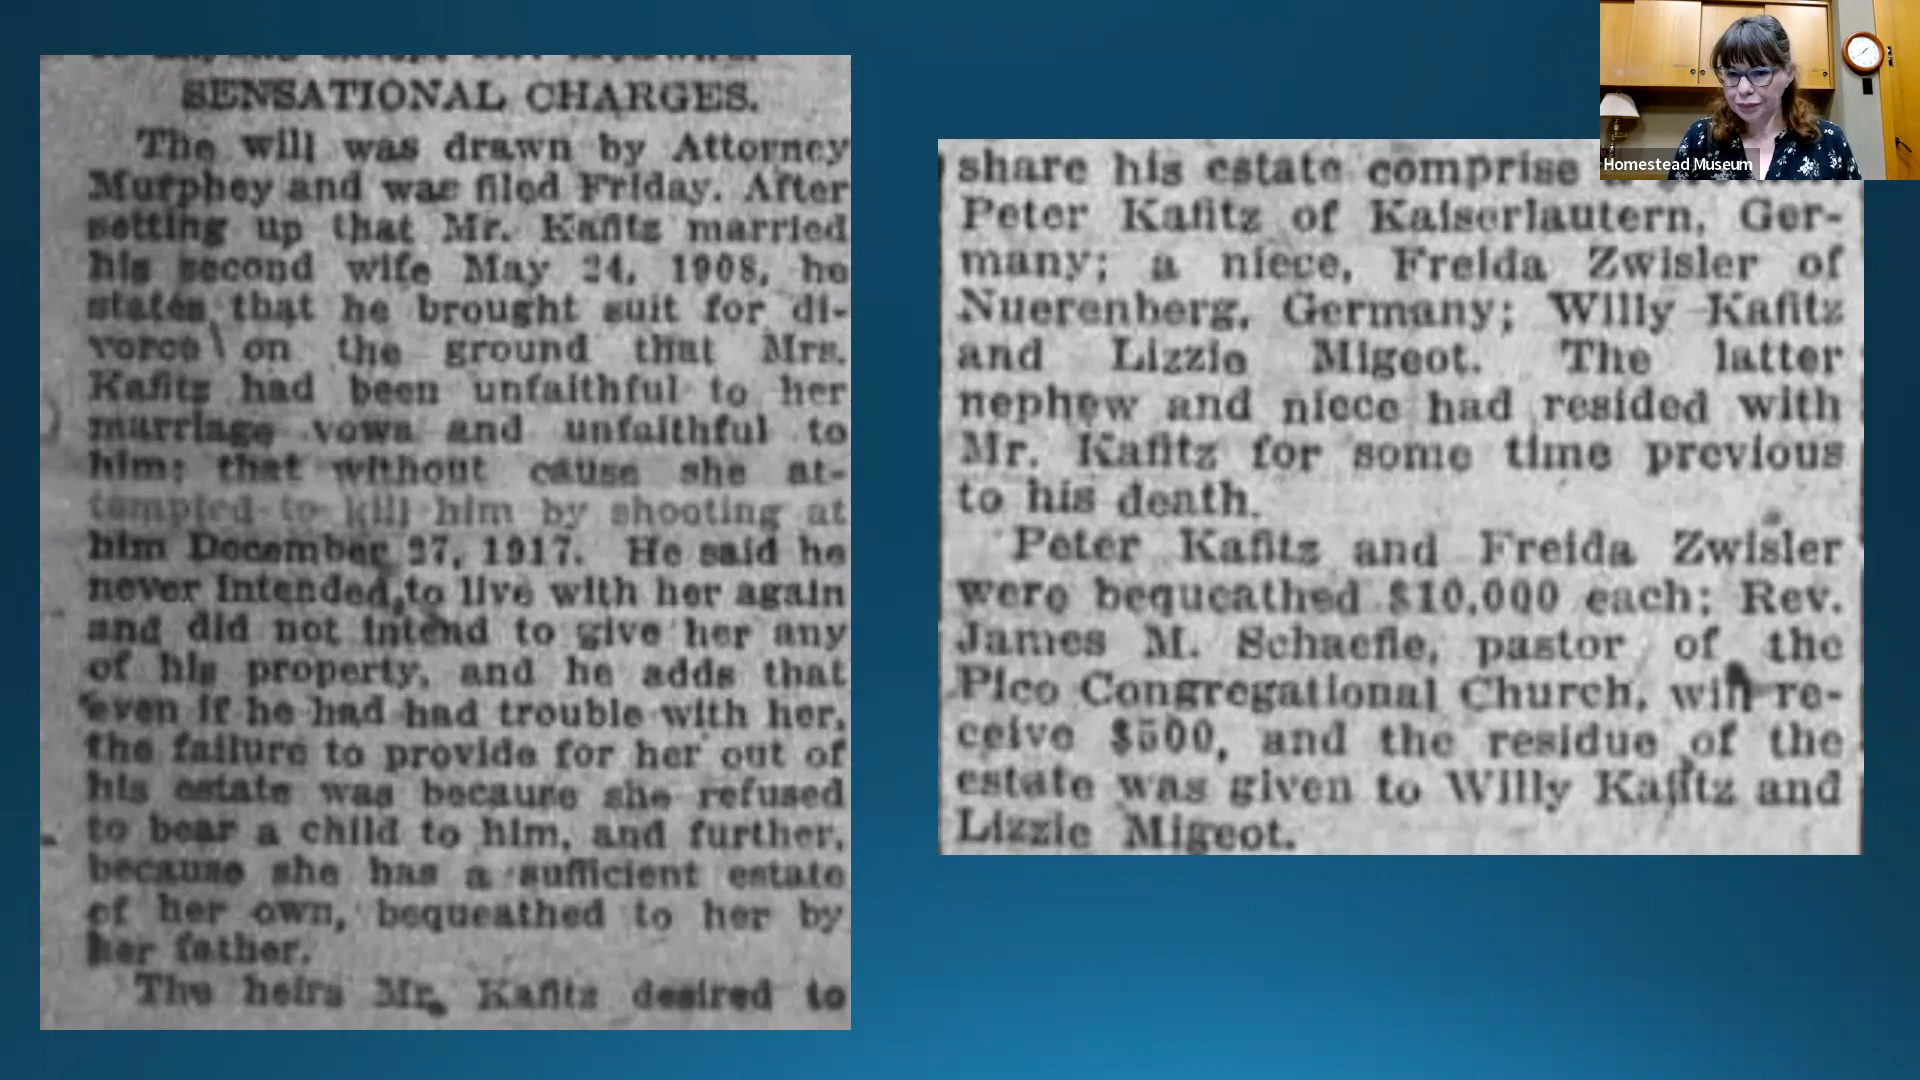 SENSATIONAL CHARGES.
The will was drawn by Attorney
Murphey and was filed Friday. After
setting up that Mr. Kafitz married
his second wife May 24, 1908, he
states that he brought suit for di-
vorce on the ground that Mrs.
Kafitz had been unfaithful to her
marriage vows and unfaithful to
him; that without cause she at-
tempted to kill him by shooting at
him December 27, 1917. He said he
never intended to live with her again
and did not intend to give her any
of his property, and he adds that
even if he had had trouble with her,
the failure to provide for her out of
his estate was because she refused
to bear a child to him, and further,
because she has a sufficient estate
of her own, bequeathed to her by
her father.
The heirs Mr. Kafitz desired to
share his estate comprise
Peter Kafitz of Kaiserlautern, Ger-
many; a niece, Freida Zwisler of
Nuerenberg, Germany; Willy Kafitz
and Lizzie Migeot. The latter
nephew and niece had resided with
Mr. Kafitz for some time previous
to his death.
Peter Kafitz and Freida Zwisler
were bequeathed $10,000 each; Rev.
James M. Schaefle, pastor of the
Pico Congregational Church, will re-
ceive $500, and the residue of the
estate was given to Willy Kafitz and
Lizzie Migeot.
Homestead Museum